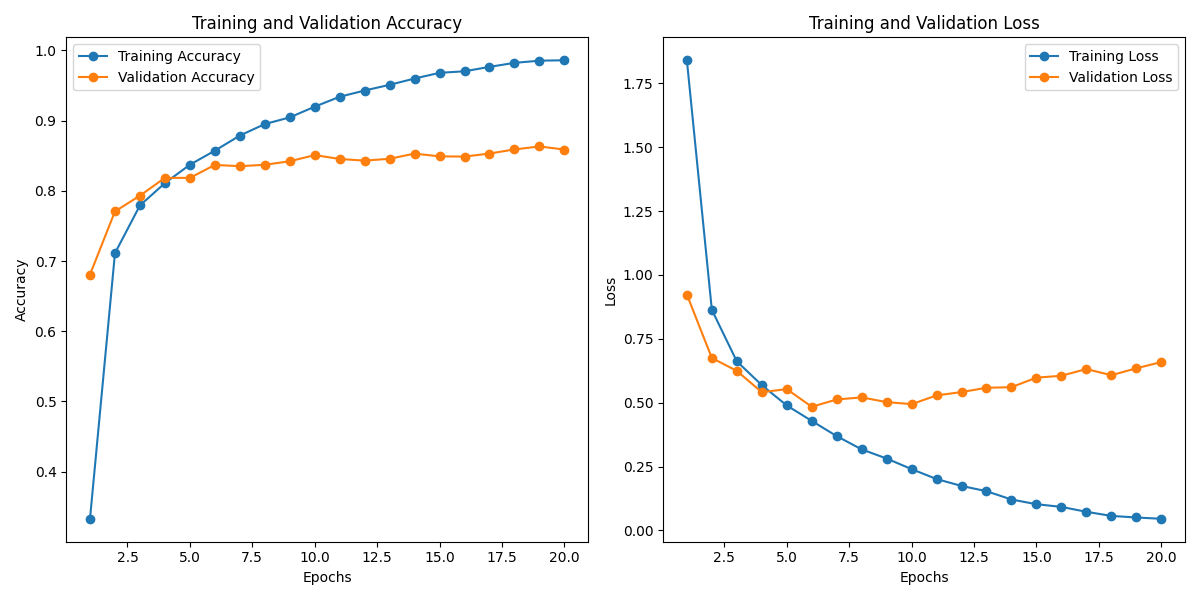 Training and Validation Accuracy
Training Accuracy
Validation Accuracy
1.0
0.9
0.8
0.7
0.6
0.5
0.4
Accuracy
2.5 5.0 7.5 10.0 12.5 15.0 17.5 20.0
Epochs
Training and Validation Loss
Training Loss
Validation Loss
1.75
1.50
1.25
1.00
0.75
0.50
0.25
0.00
Loss
2.5 5.0 7.5 10.0 12.5 15.0 17.5 20.0
Epochs